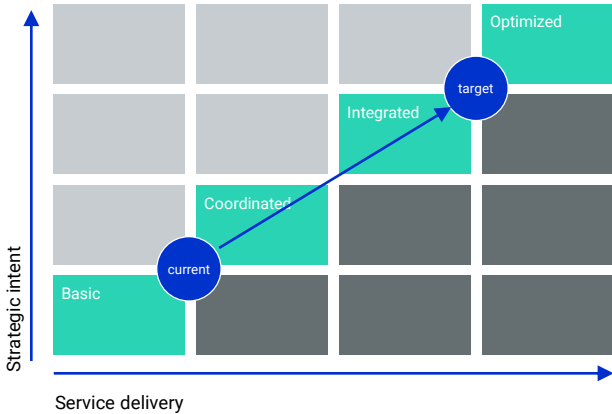 Optimized
target
Integrated
Coordinated
current
Basic
Strategic intent
Service delivery